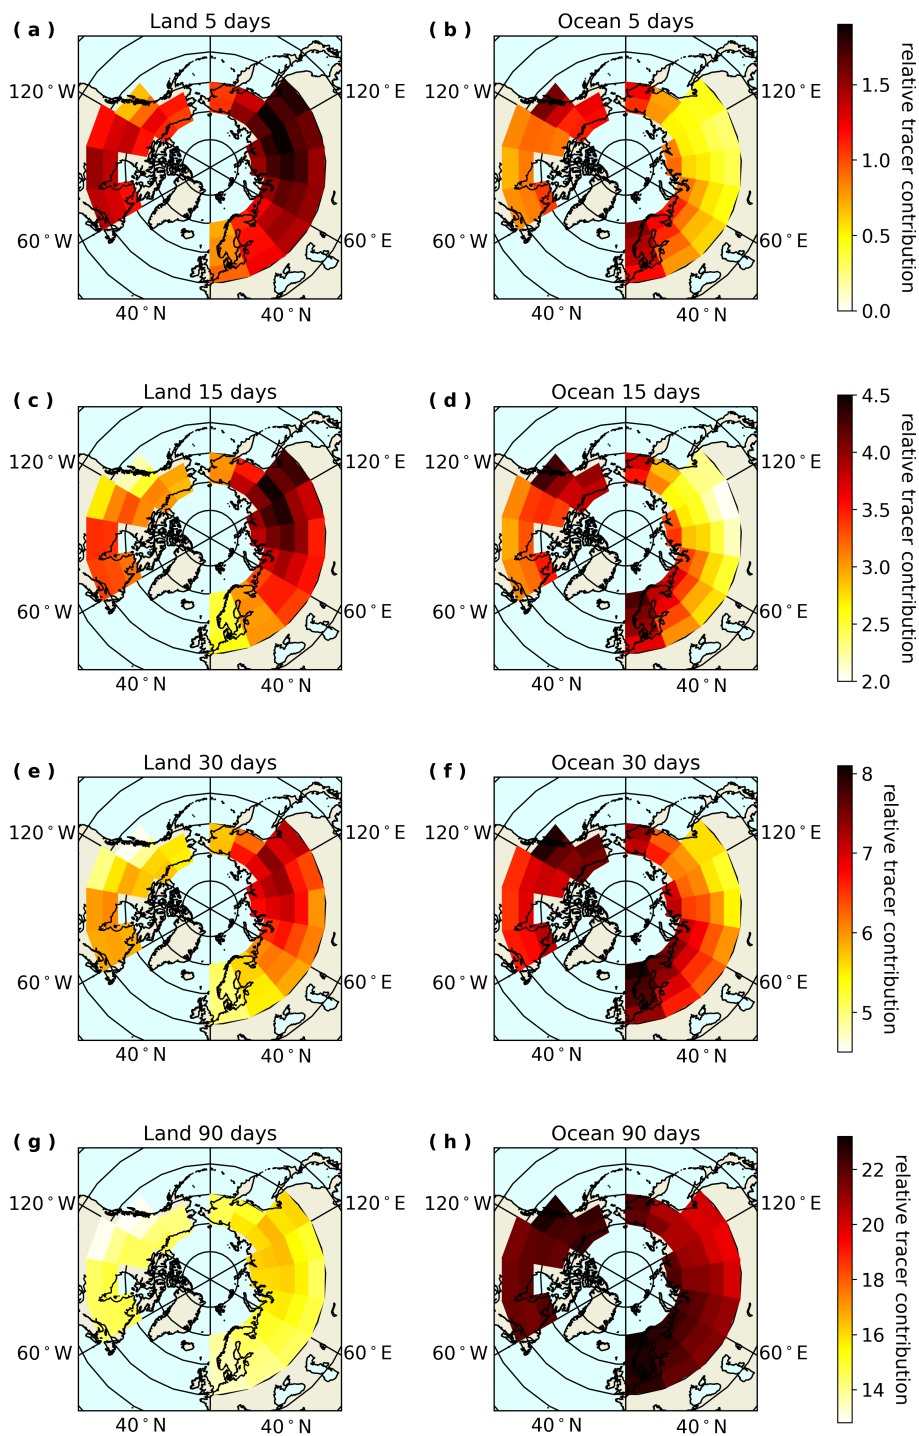 ( a )
Land 5 days
( b )
Ocean 5 days
120°W
120°E
120°W
120°E
60°W
60°E
60°W
60°E
40°N
40°N
40°N
40°N
1.5
1.0
0.5
0.0
relative tracer contribution
( c )
Land 15 days
( d )
Ocean 15 days
120°W
120°E
120°W
120°E
60°W
60°E
60°W
60°E
40°N
40°N
40°N
40°N
4.5
4.0
3.5
3.0
2.5
2.0
relative tracer contribution
( e )
Land 30 days
( f )
Ocean 30 days
120°W
120°E
120°W
120°E
60°W
60°E
60°W
60°E
40°N
40°N
40°N
40°N
8
7
6
5
relative tracer contribution
( g )
Land 90 days
( h )
Ocean 90 days
120°W
120°E
120°W
120°E
60°W
60°E
60°W
60°E
40°N
40°N
40°N
40°N
22
20
18
16
14
relative tracer contribution